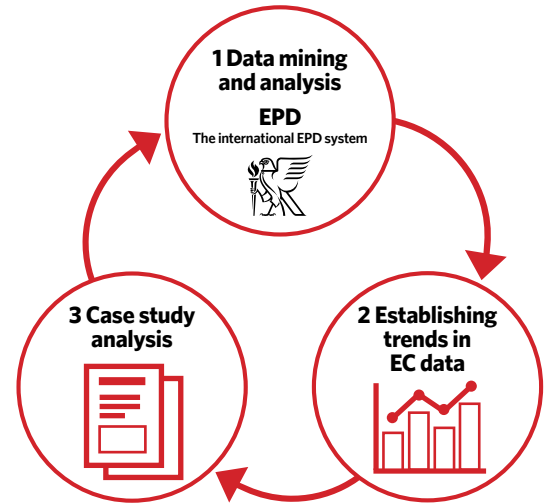 1 Data mining
and analysis
EPD
The international EPD system
2 Establishing
trends in
EC data
3 Case study
analysis